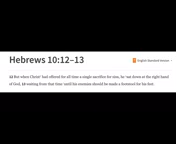 Hebrews 10:12–13
English Standard Version
12 But when Christ had offered for all time a single sacrifice for sins, he sat down at the right hand
of God, 13 waiting from that time until his enemies should be made a footstool for his feet.